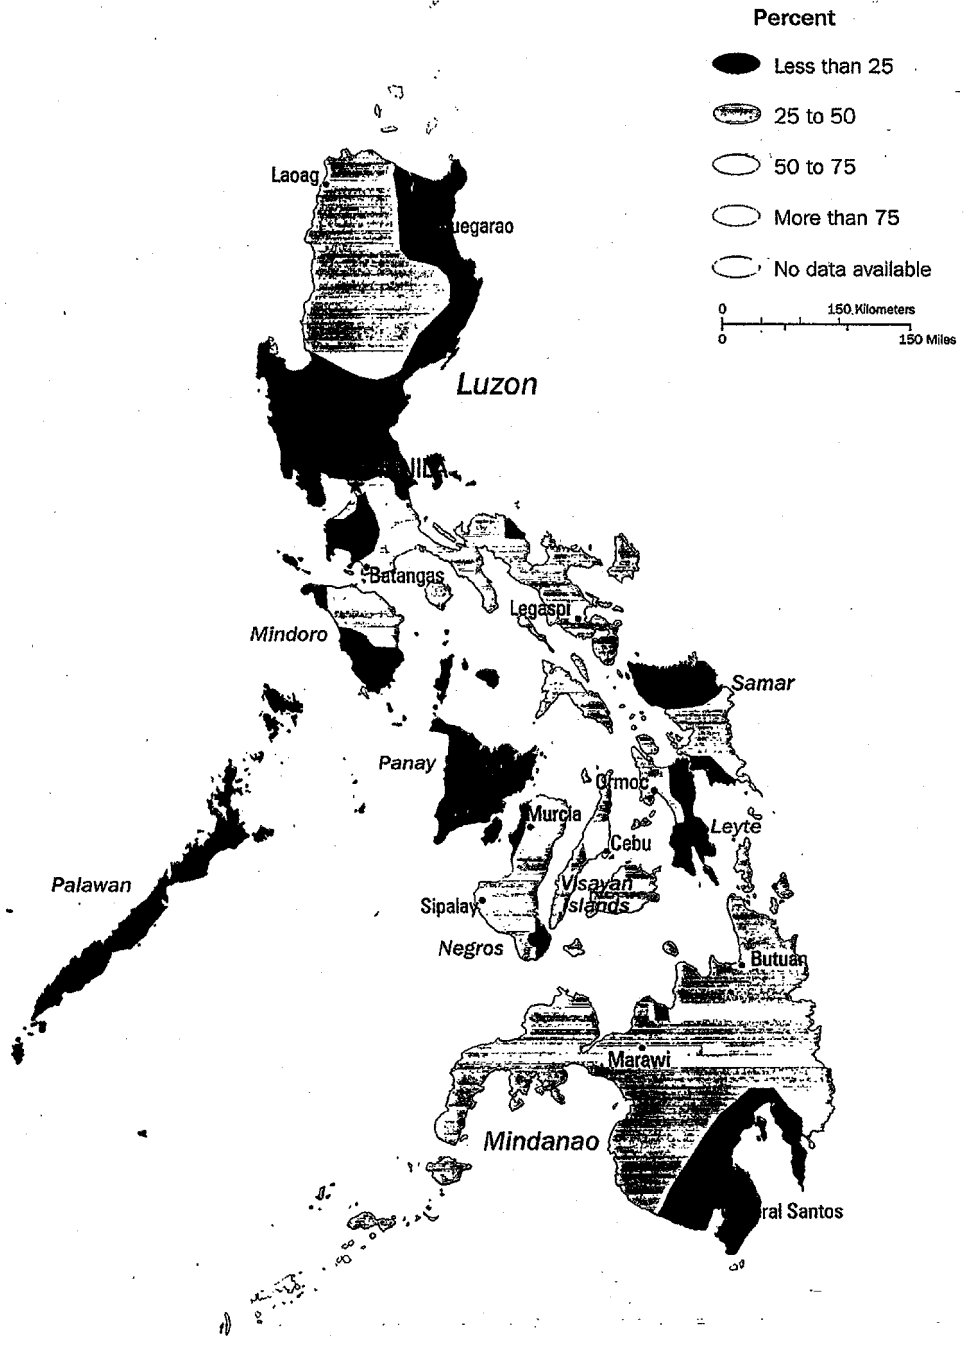 Percent
Less than 25
25 to 50
50 to 75
More than 75
No data available
0 150 Kilometers
0 150 Miles
Laoag
uegarao
Luzon
NILA
Batangas
Legaspi
Mindoro
Samar
Panay
Ormoc
Murcia
Leyte
Cebu
Palawan
Visayan
Islands
Sipalay
Negros
Butuan
Marawi
Mindanao
ral Santos